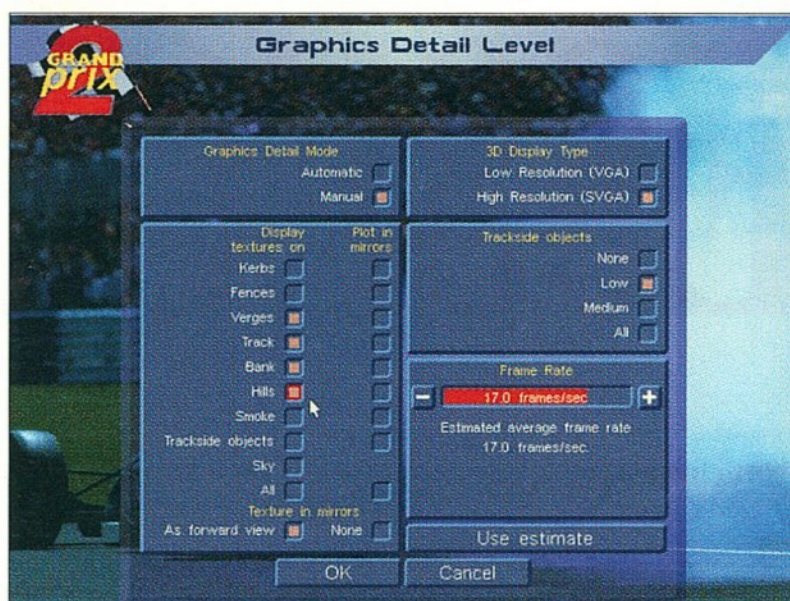 GRAND
prix
2
Graphics Detail Level
Graphics Detail Mode
Automatic
Manual
3D Display Type
Low Resolution (VGA)
High Resolution (SVGA)
Display
textures on
Plot in
mirrors
Kerbs
Fences
Verges
Track
Bank
Hills
Smoke
Trackside objects
Sky
All
Texture in mirrors
As forward view
None
Trackside objects
None
Low
Medium
All
Frame Rate
17.0 frames/sec
Estimated average frame rate
17.0 frames/sec.
Use estimate
OK
Cancel